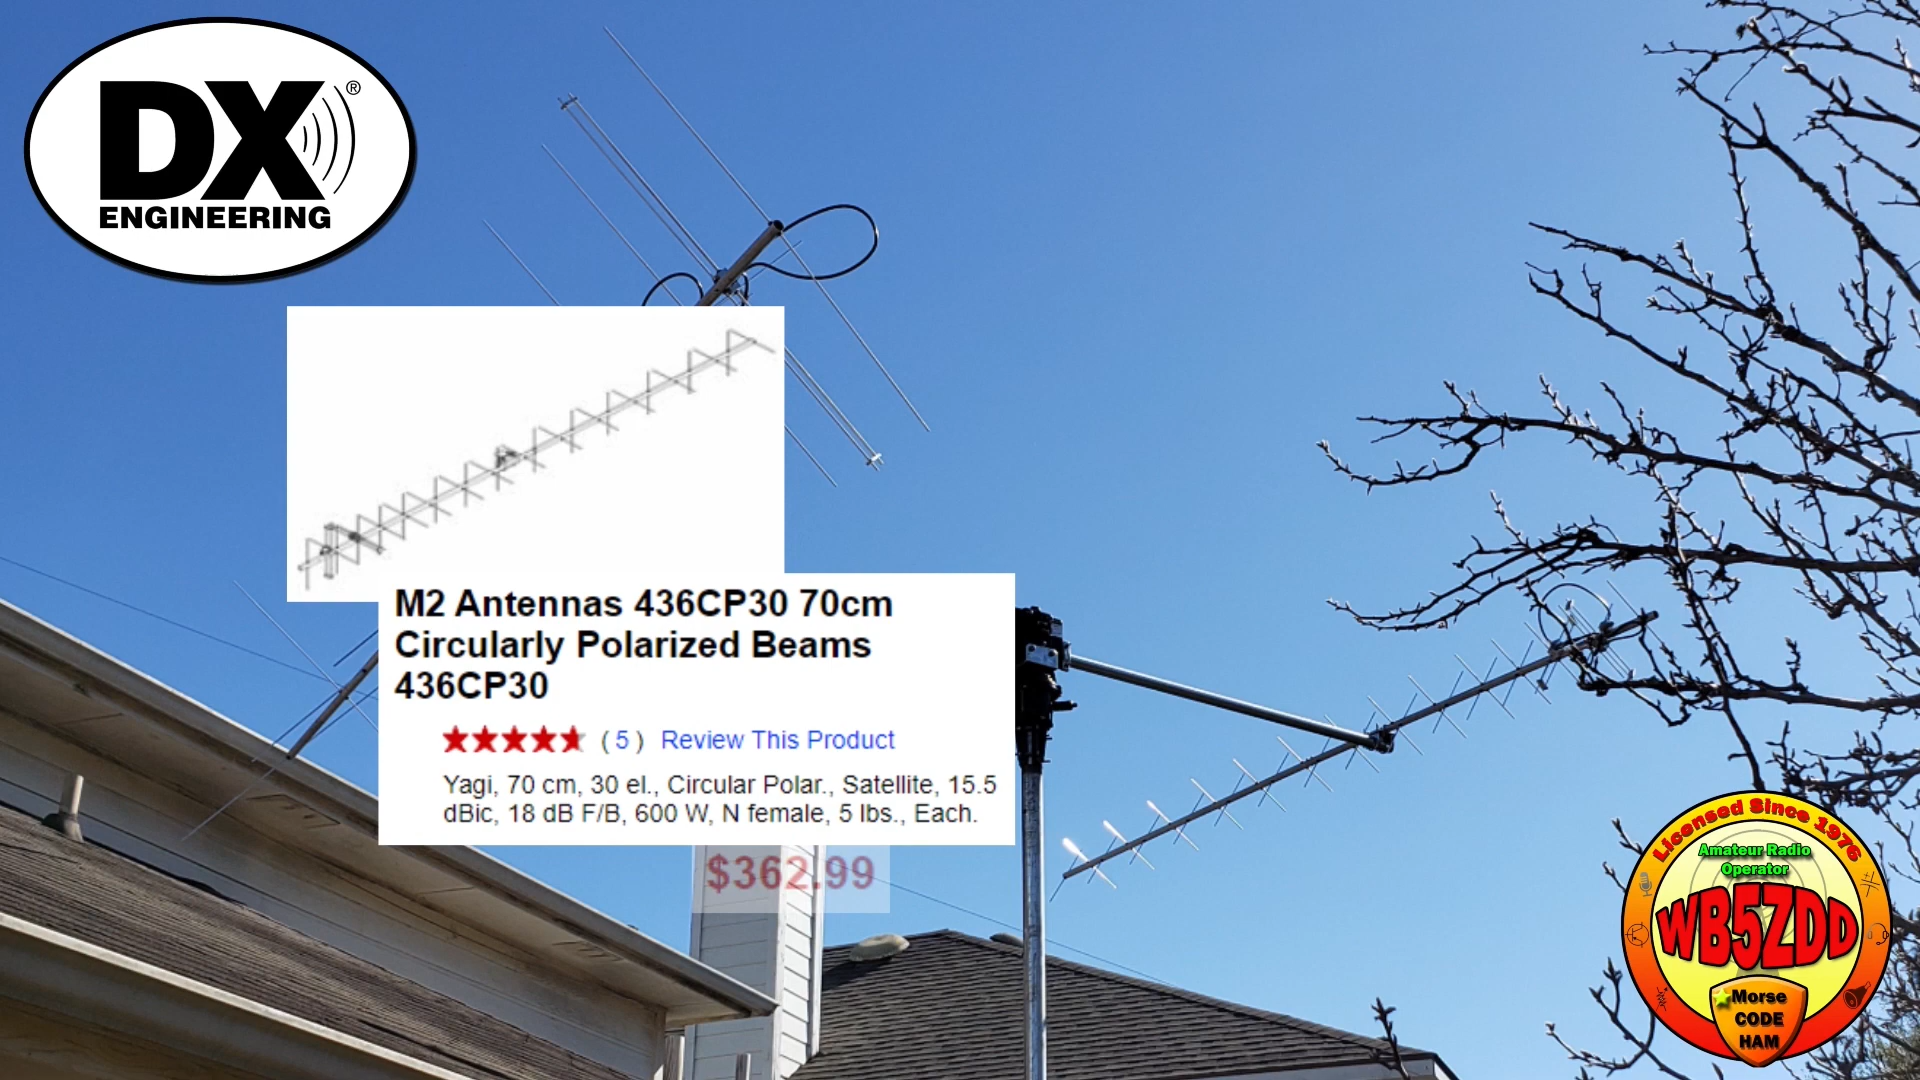 DX®
ENGINEERING
M2 Antennas 436CP30 70cm
Circularly Polarized Beams
436CP30
( 5 ) Review This Product
Yagi, 70 cm, 30 el., Circular Polar., Satellite, 15.5
dBic, 18 dB F/B, 600 W, N female, 5 lbs., Each.
$362.99
Licensed Since 1976
Amateur Radio
Operator
WB5ZDD
Morse
CODE
HAM